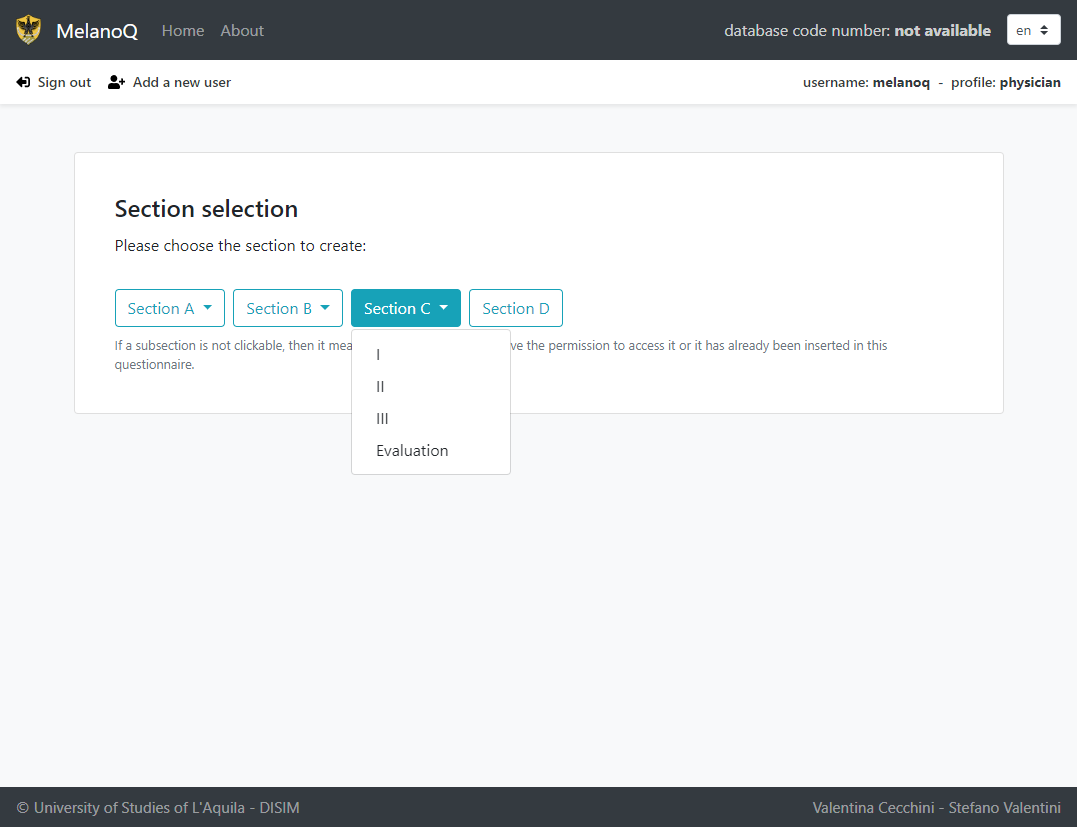 MelanoQ Home About database code number: not available en
Sign out Add a new user username: melanoq - profile: physician
Section selection
Please choose the section to create:
Section A Section B Section C Section D
If a subsection is not clickable, then it mea ve the permission to access it or it has already been inserted in this
questionnaire.
I
II
III
Evaluation
© University of Studies of L'Aquila - DISIM Valentina Cecchini - Stefano Valentini